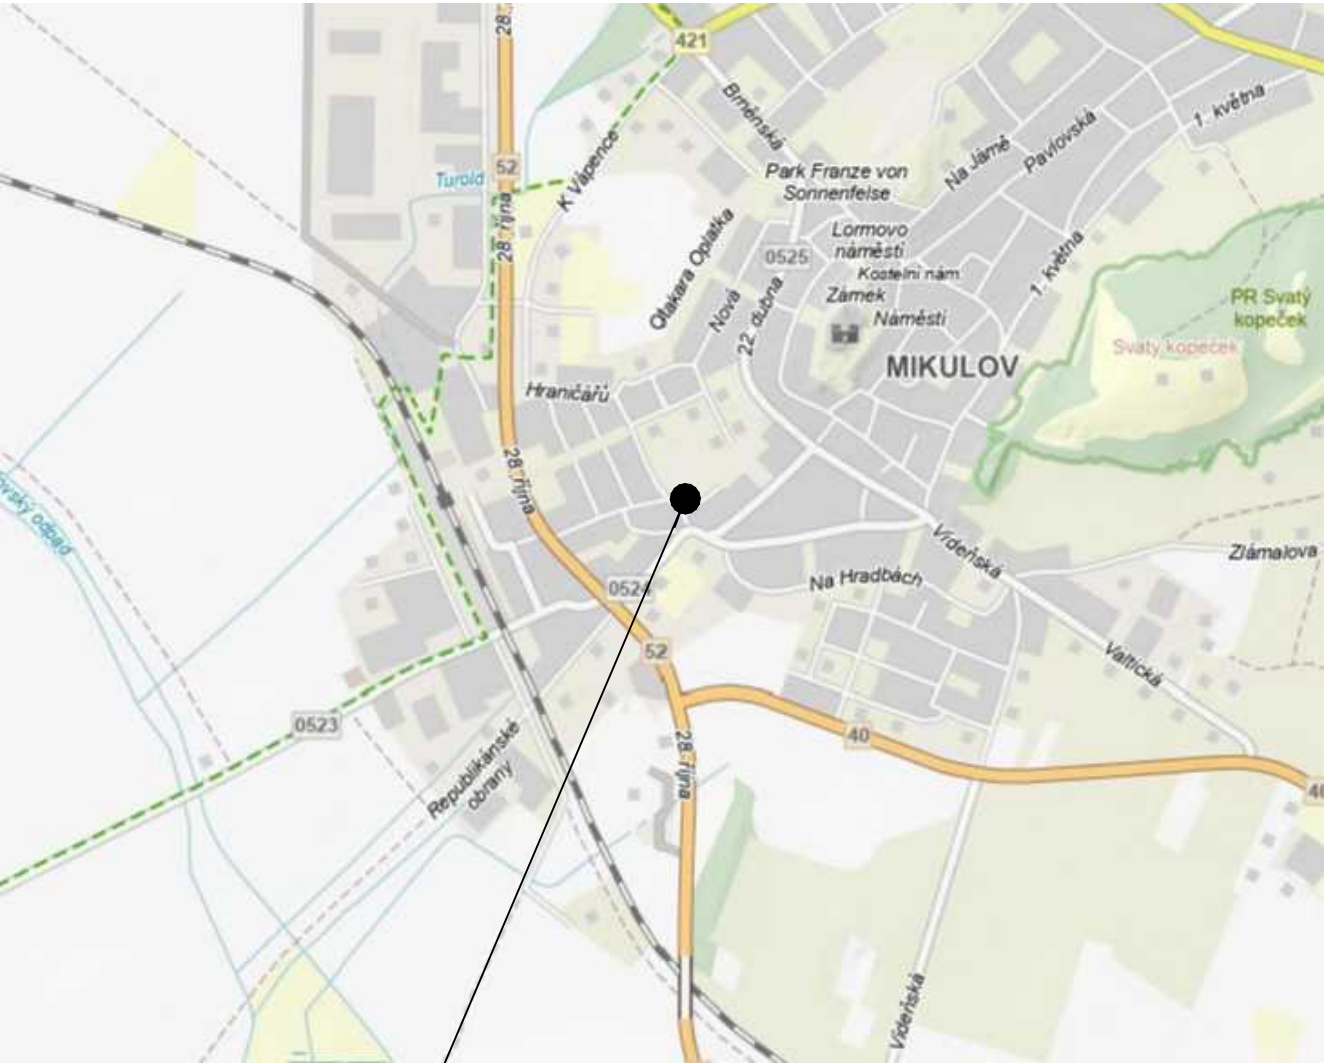 28.
421
Brněnská
1. května
Pavlovská
Na Jámě
K Vápence
52
Park Franze von
Sonnenfelse
Turold
28. října
Ottakara Oplatka
Lormovo
náměstí
0525
Kostelní nám.
1. května
Zámek
Náměstí
Nová
22. dubna
PR Svatý
kopeček
Svatý kopeček
MIKULOV
Hraničářů
28. října
odpad
Vídeňská
Zlámalova
Na Hradbách
0524
52
Valtická
0523
40
28. října
Republikánské
obrany
Vídeňská